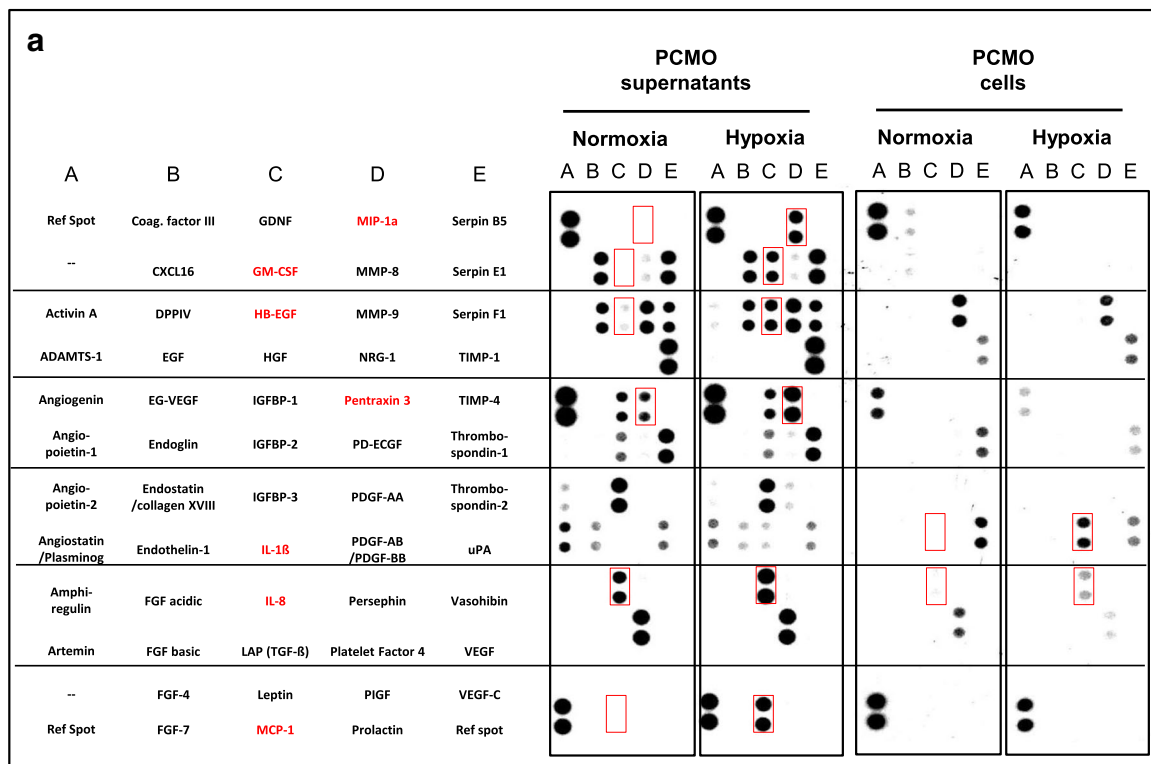 a
PCMO
supernatants
PCMO
cells
Normoxia Hypoxia Normoxia Hypoxia
A B C D E A B C D E A B C D E A B C D E A B C D E
Ref Spot Coag. factor III GDNF MIP-1a Serpin B5
-- CXCL16 GM-CSF MMP-8 Serpin E1
Activin A DPPIV HB-EGF MMP-9 Serpin F1
ADAMTS-1 EGF HGF NRG-1 TIMP-1
Angiogenin EG-VEGF IGFBP-1 Pentraxin 3 TIMP-4
Angio-
poietin-1 Endoglin IGFBP-2 PD-ECGF Thrombo-
spondin-1
Angio-
poietin-2 Endostatin
/collagen XVIII IGFBP-3 PDGF-AA Thrombo-
spondin-2
Angiostatin
/Plasminog Endothelin-1 IL-1ß PDGF-AB
/PDGF-BB uPA
Amphi-
regulin FGF acidic IL-8 Persephin Vasohibin
Artemin FGF basic LAP (TGF-ß) Platelet Factor 4 VEGF
-- FGF-4 Leptin PIGF VEGF-C
Ref Spot FGF-7 MCP-1 Prolactin Ref spot